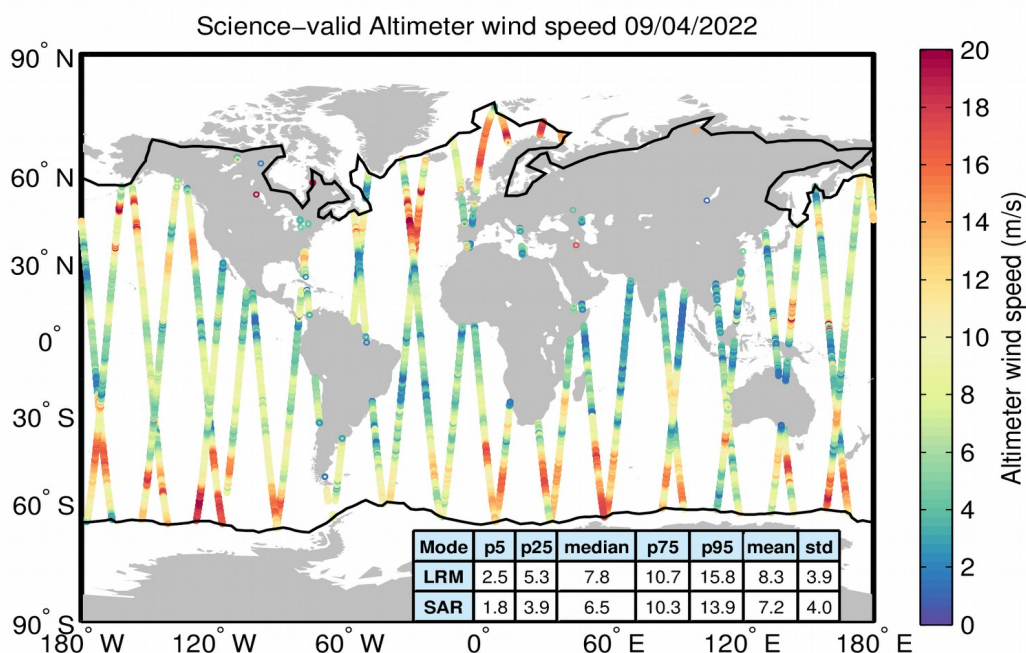 Science−valid Altimeter wind speed 09/04/2022
90° N
60° N
30° N
0°
30° S
60° S
90° S
180° W
120° W
60° W
0°
60° E
120° E
180° E
20
18
16
14
12
10
8
6
4
2
0
Altimeter wind speed (m/s)
Mode p5 p25 median p75 p95 mean std
LRM 2.5 5.3 7.8 10.7 15.8 8.3 3.9
SAR 1.8 3.9 6.5 10.3 13.9 7.2 4.0